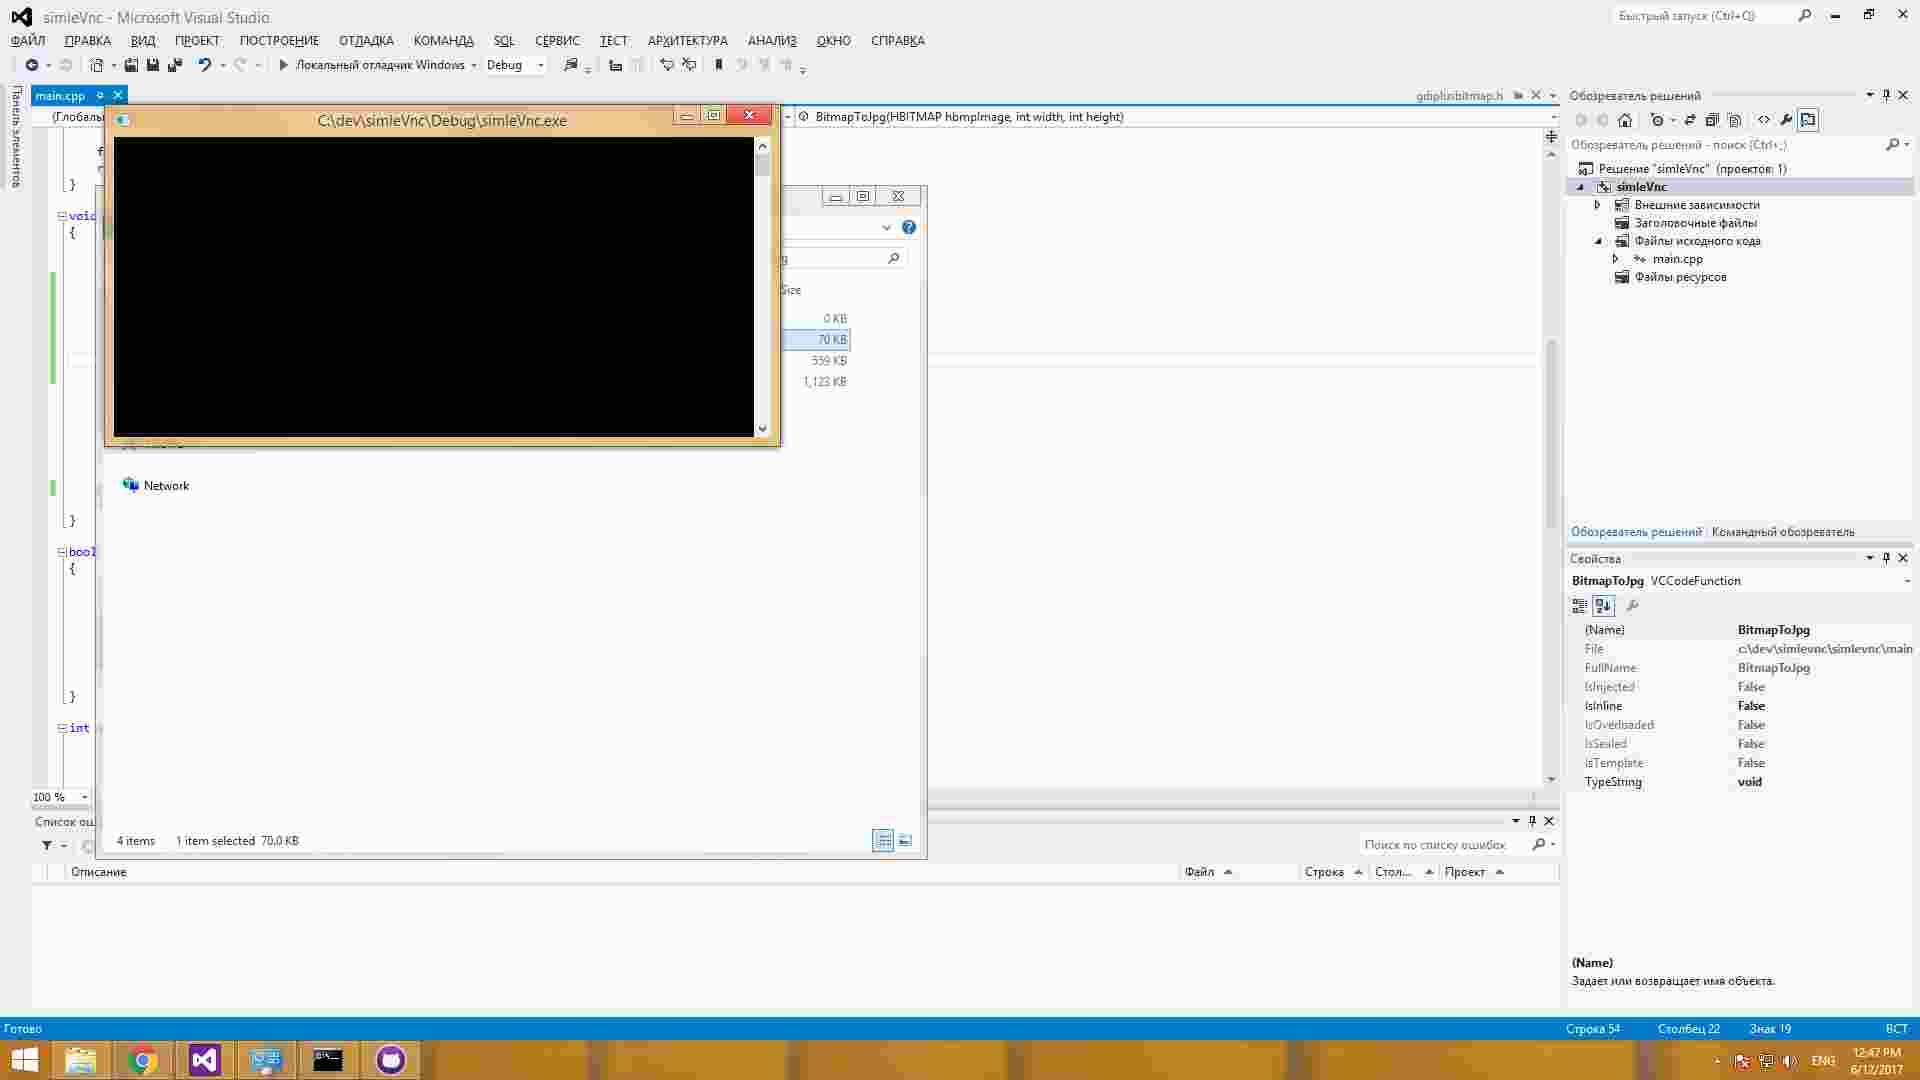 simleVnc - Microsoft Visual Studio
Быстрый запуск (Ctrl+Q)
ФАЙЛ ПРАВКА ВИД ПРОЕКТ ПОСТРОЕНИЕ ОТЛАДКА КОМАНДА SQL СЕРВИС ТЕСТ АРХИТЕКТУРА АНАЛИЗ ОКНО СПРАВКА
Локальный отладчик Windows Debug
Панель элементов
main.cpp
gdiplusbitmap.h
(Глобаль
BitmapToJpg(HBITMAP hbmpImage, int width, int height)
C:\dev\simleVnc\Debug\simleVnc.exe
}
void
{
Size
0 KB
70 KB
559 KB
1,123 KB
Network
}
bool
{
}
int
100 %
4 items 1 item selected 70.0 KB
Список ош
Поиск по списку ошибок
Описание Файл Строка Стол... Проект
Обозреватель решений
Обозреватель решений - поиск (Ctrl+;)
Решение "simleVnc" (проектов: 1)
simleVnc
Внешние зависимости
Заголовочные файлы
Файлы исходного кода
main.cpp
Файлы ресурсов
Обозреватель решений Командный обозреватель
Свойства
BitmapToJpg VCCodeFunction
(Name) BitmapToJpg
File c:\dev\simlevnc\simlevnc\main
FullName BitmapToJpg
IsInjected False
IsInline False
IsOverloaded False
IsSealed False
IsTemplate False
TypeString void
(Name)
Задает или возвращает имя объекта.
Готово Строка 54 Столбец 22 Знак 19 ВСТ
ENG
12:47 PM
6/12/2017